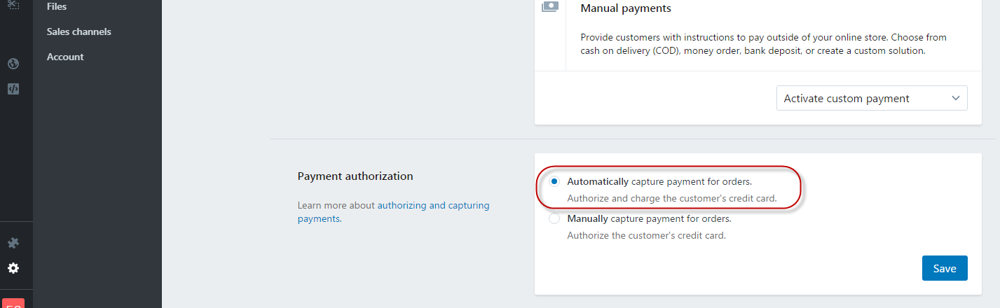 Files
Sales channels
Account
Manual payments
Provide customers with instructions to pay outside of your online store. Choose from
cash on delivery (COD), money order, bank deposit, or create a custom solution.
Activate custom payment
Payment authorization
Learn more about authorizing and capturing
payments.
Automatically capture payment for orders.
Authorize and charge the customer's credit card.
Manually capture payment for orders.
Authorize the customer's credit card.
Save